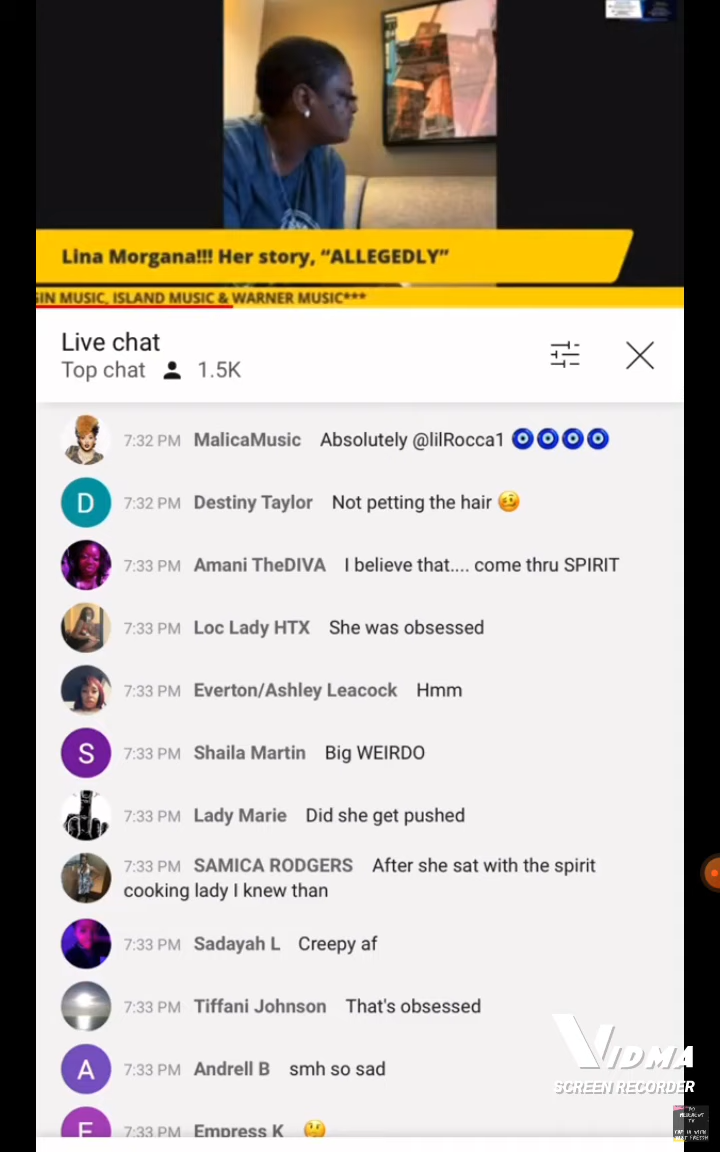 Lina Morgana!!! Her story, “ALLEGEDLY”
GIN MUSIC, ISLAND MUSIC & WARNER MUSIC***
Live chat
Top chat 1.5K
7:32 PM MalicaMusic Absolutely @lilRocca1 🧿🧿🧿🧿
D 7:32 PM Destiny Taylor Not petting the hair 🥴
7:33 PM Amani TheDIVA I believe that.... come thru SPIRIT
7:33 PM Loc Lady HTX She was obsessed
7:33 PM Everton/Ashley Leacock Hmm
S 7:33 PM Shaila Martin Big WEIRDO
7:33 PM Lady Marie Did she get pushed
7:33 PM SAMICA RODGERS After she sat with the spirit
cooking lady I knew than
7:33 PM Sadayah L Creepy af
7:33 PM Tiffani Johnson That's obsessed
A 7:33 PM Andrell B smh so sad
VIDMA
SCREEN RECORDER
E 7:33 PM Empress K 🤨